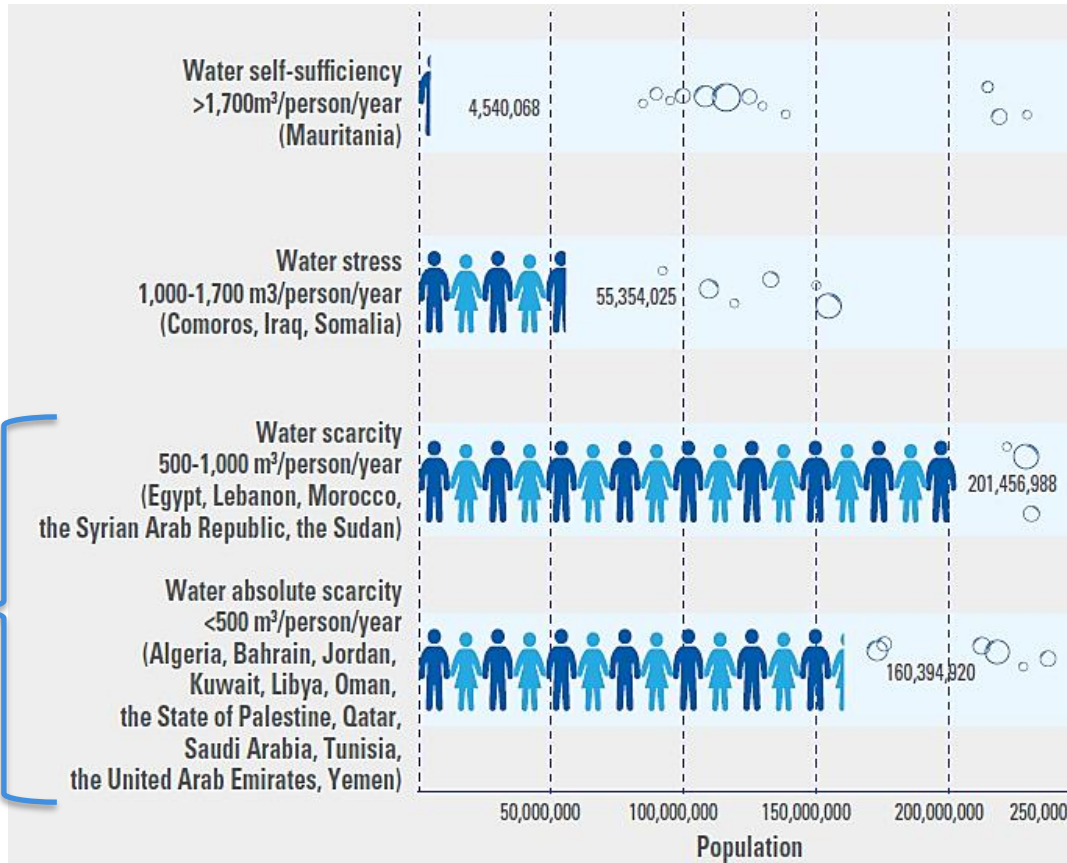 Water self-sufficiency
>1,700m³/person/year
(Mauritania)
4,540,068
Water stress
1,000-1,700 m3/person/year
(Comoros, Iraq, Somalia)
55,354,025
Water scarcity
500-1,000 m³/person/year
(Egypt, Lebanon, Morocco,
the Syrian Arab Republic, the Sudan)
201,456,988
Water absolute scarcity
<500 m³/person/year
(Algeria, Bahrain, Jordan,
Kuwait, Libya, Oman,
the State of Palestine, Qatar,
Saudi Arabia, Tunisia,
the United Arab Emirates, Yemen)
160,394,920
50,000,000 100,000,000 150,000,000 200,000,000 250,000
Population